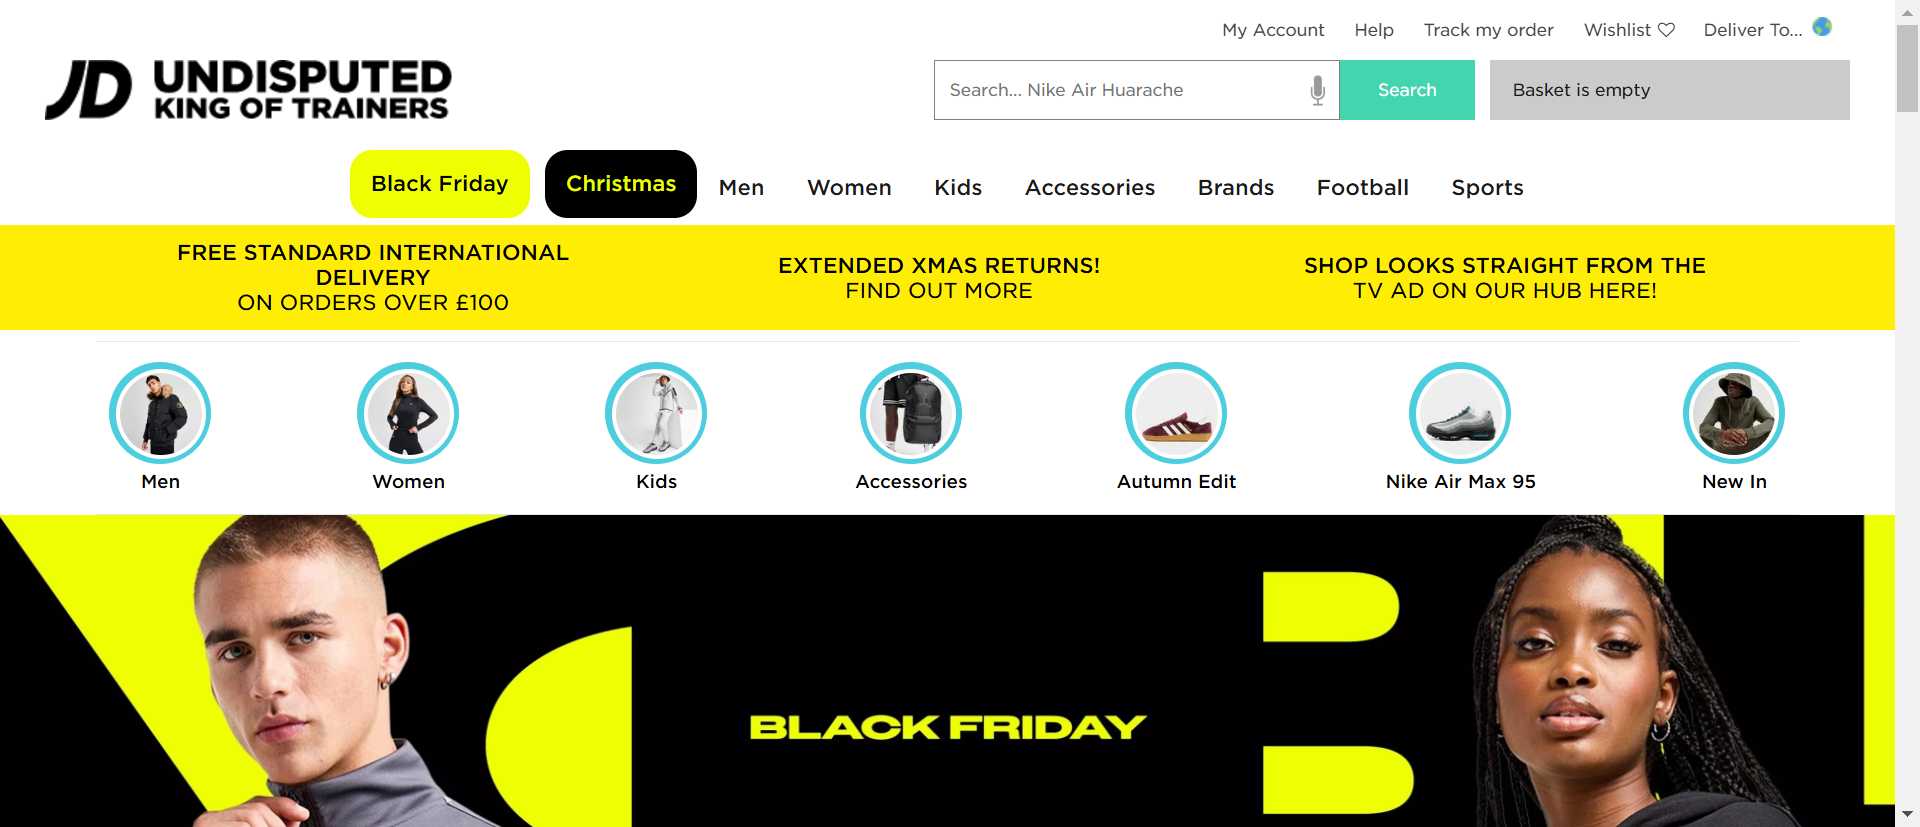 My Account
Help
Track my order
Wishlist
Deliver To...
JD
UNDISPUTED
KING OF TRAINERS
Search... Nike Air Huarache
Search
Basket is empty
Black Friday
Christmas
Men
Women
Kids
Accessories
Brands
Football
Sports
FREE STANDARD INTERNATIONAL
DELIVERY
ON ORDERS OVER £100
EXTENDED XMAS RETURNS!
FIND OUT MORE
SHOP LOOKS STRAIGHT FROM THE
TV AD ON OUR HUB HERE!
Men
Women
Kids
Accessories
Autumn Edit
Nike Air Max 95
New In
BLACK FRIDAY